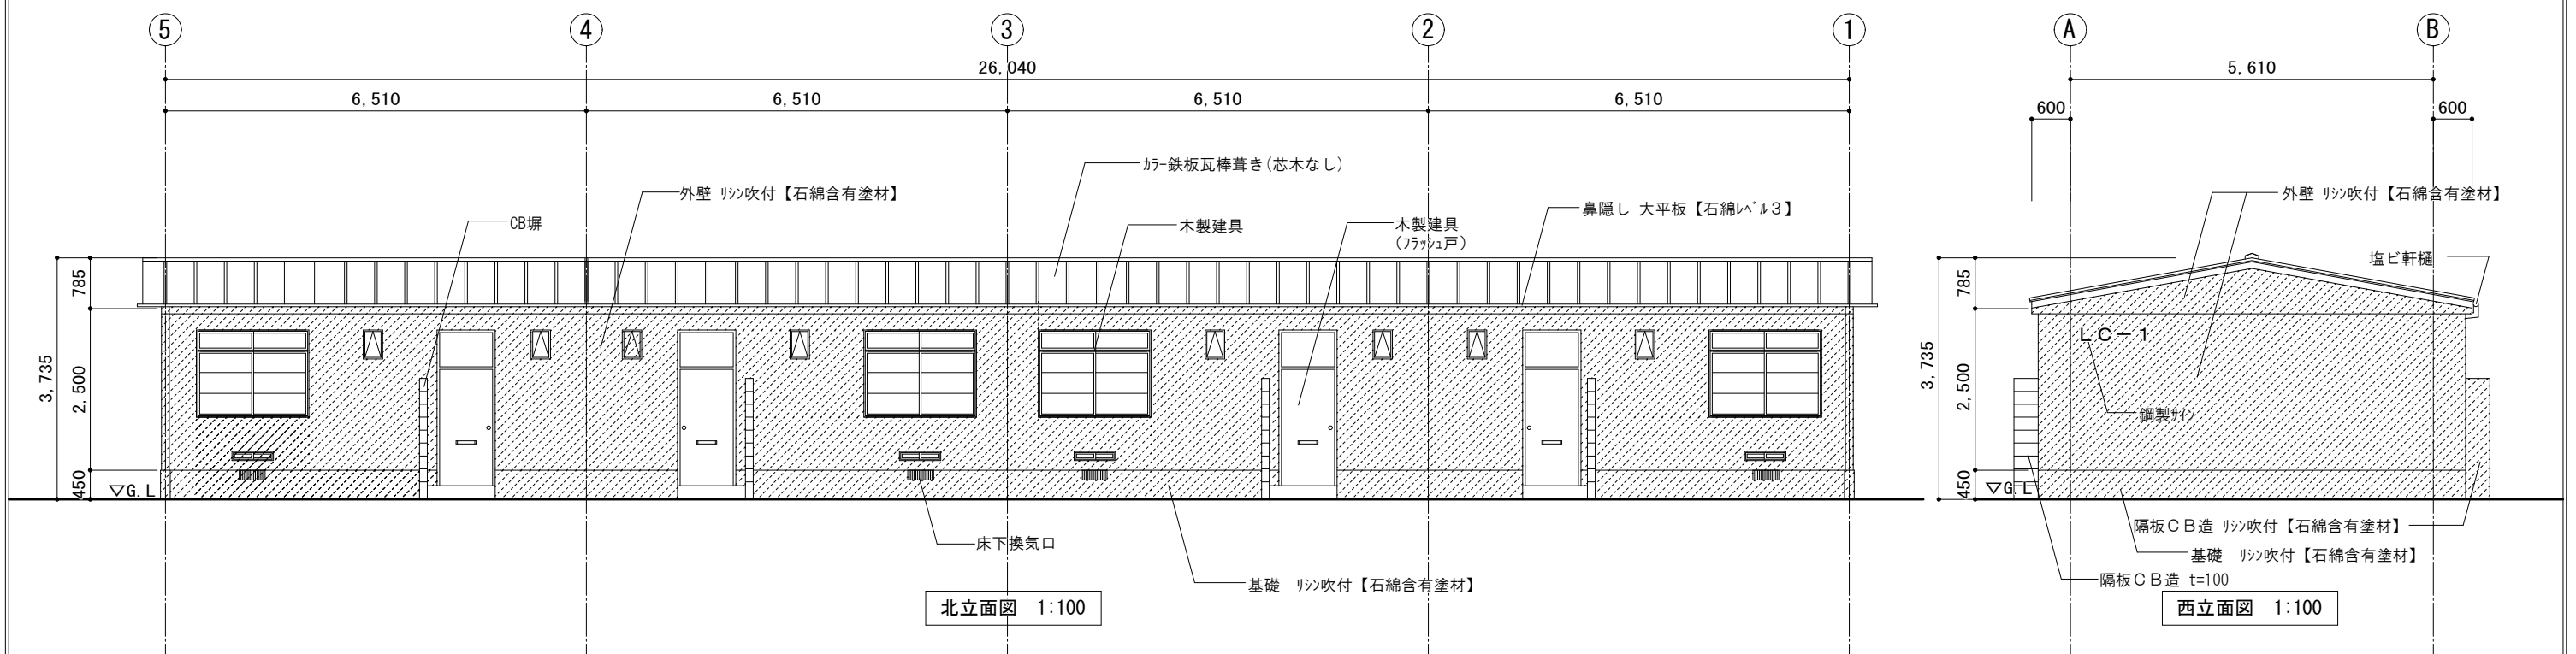 5
4
3
2
1
26,040
6,510
6,510
6,510
6,510
カラー鉄板瓦棒葺き(芯木なし)
外壁 リシン吹付【石綿含有塗材】
CB塀
木製建具
木製建具
(フラッシュ戸)
鼻隠し 大平板【石綿レベル3】
785
2,500
450
3,735
▽G.L
床下換気口
基礎 リシン吹付【石綿含有塗材】
北立面図 1:100
A
B
5,610
600
600
外壁 リシン吹付【石綿含有塗材】
塩ビ軒樋
785
2,500
450
3,735
LC-1
鋼製サイン
▽G.L
隔板CB造 リシン吹付【石綿含有塗材】
基礎 リシン吹付【石綿含有塗材】
隔板CB造 t=100
西立面図 1:100